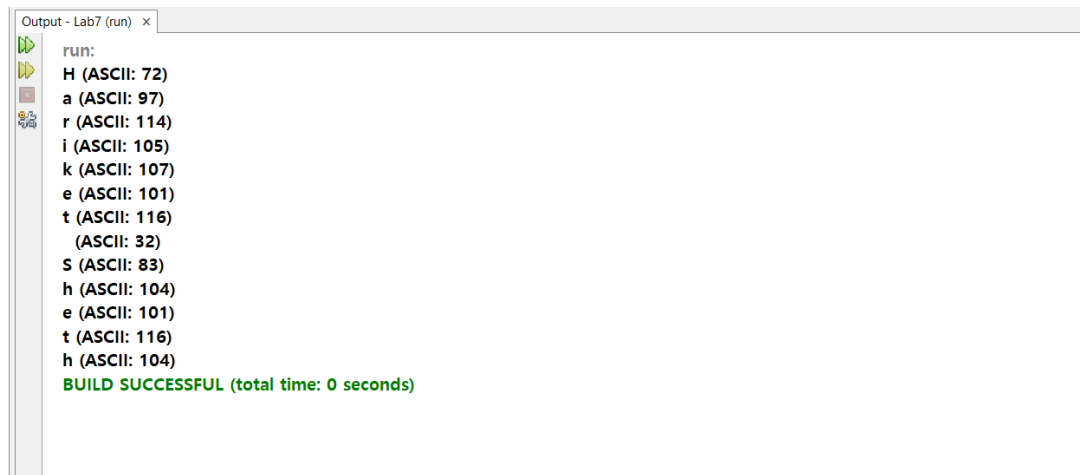 Output - Lab7 (run) ×
run:
H (ASCII: 72)
a (ASCII: 97)
r (ASCII: 114)
i (ASCII: 105)
k (ASCII: 107)
e (ASCII: 101)
t (ASCII: 116)
  (ASCII: 32)
S (ASCII: 83)
h (ASCII: 104)
e (ASCII: 101)
t (ASCII: 116)
h (ASCII: 104)
BUILD SUCCESSFUL (total time: 0 seconds)